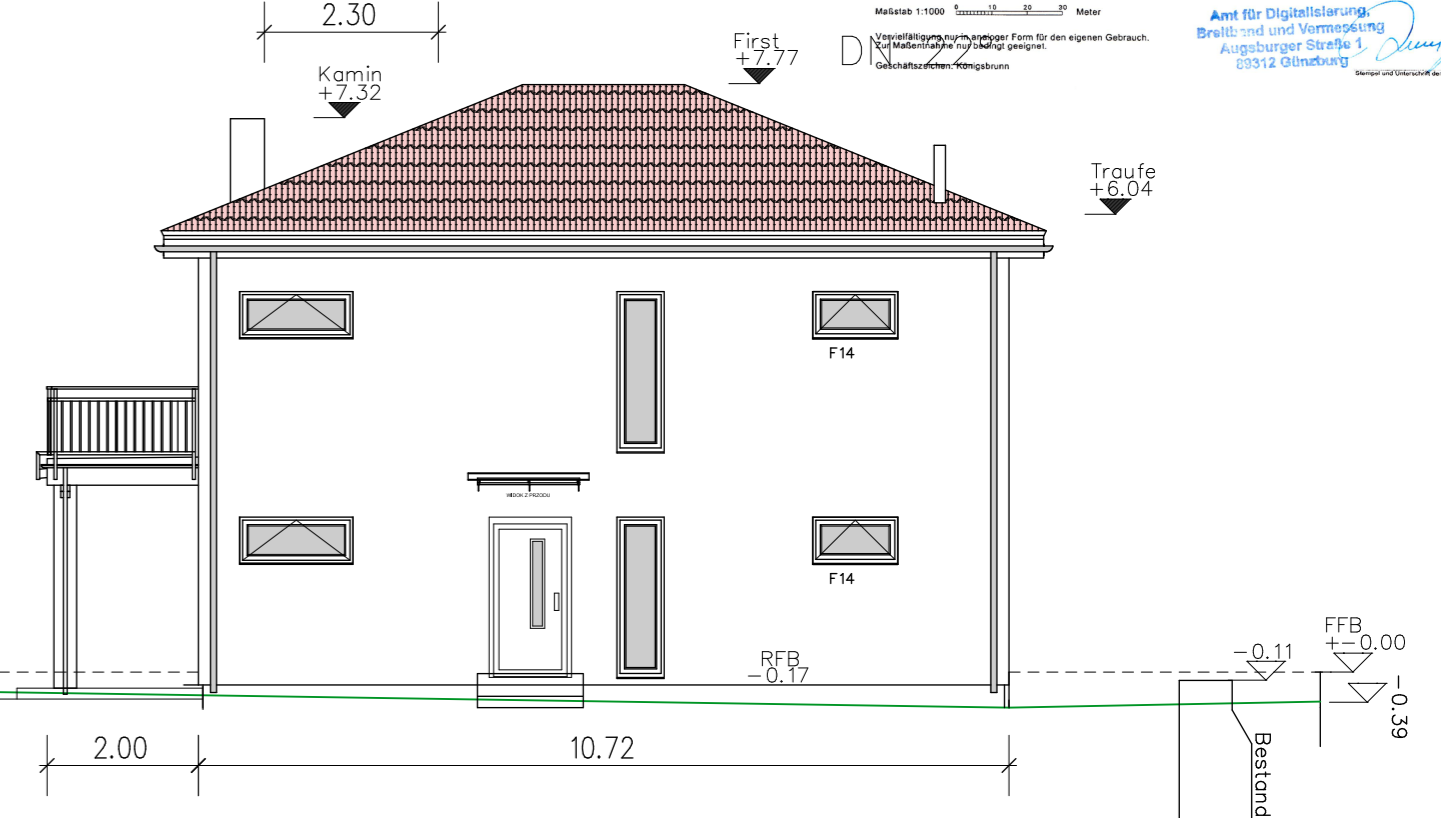 2.30
Maßstab 1:1000 0 10 20 30 Meter
Vervielfältigung nur in analoger Form für den eigenen Gebrauch.
Zur Maßentnahme nur bedingt geeignet.
Geschäftszeichen: Königsbrunn
DN 22°
Amt für Digitalisierung,
Breitband und Vermessung
Augsburger Straße 1
89312 Günzburg
Stempel und Unterschrift der
First
+7.77
Kamin
+7.32
Traufe
+6.04
F14
WIDOK Z PRZODU
F14
RFB
-0.17
FFB
+-0.00
-0.11
-0.39
Bestand
2.00
10.72